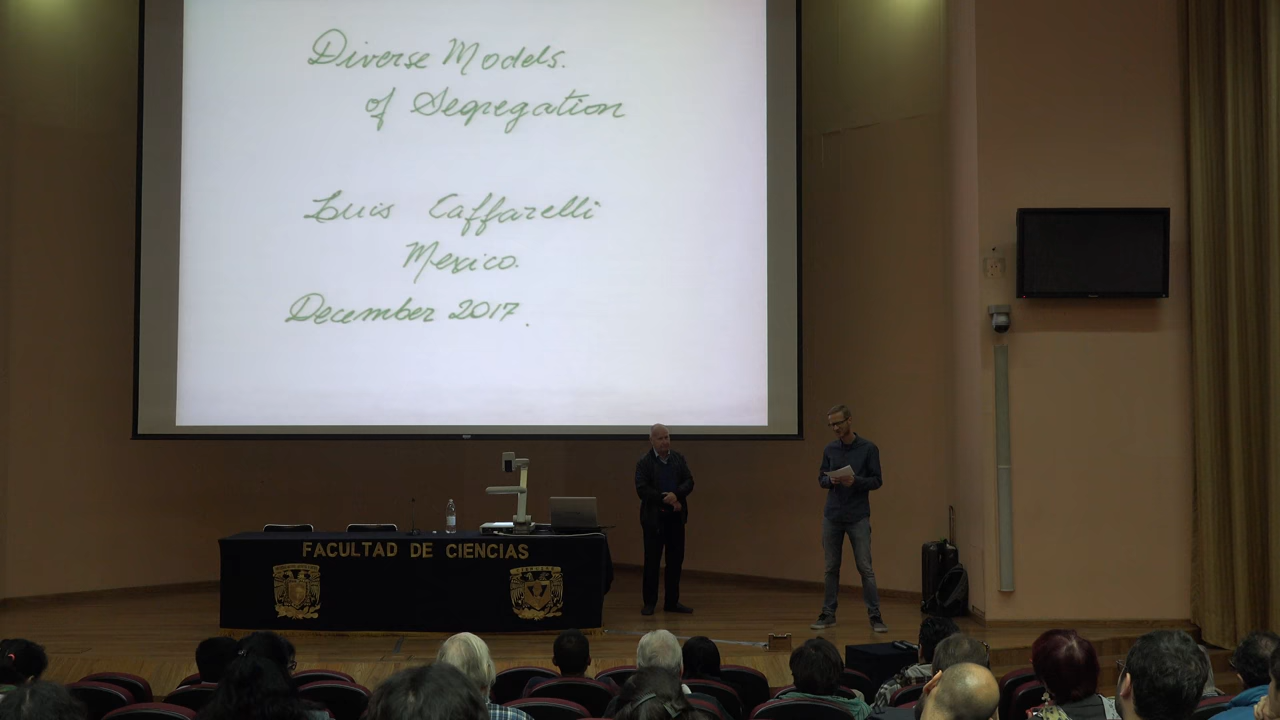 Diverse Models.
of Segregation
Luis Caffarelli
Mexico.
December 2017.
FACULTAD DE CIENCIAS